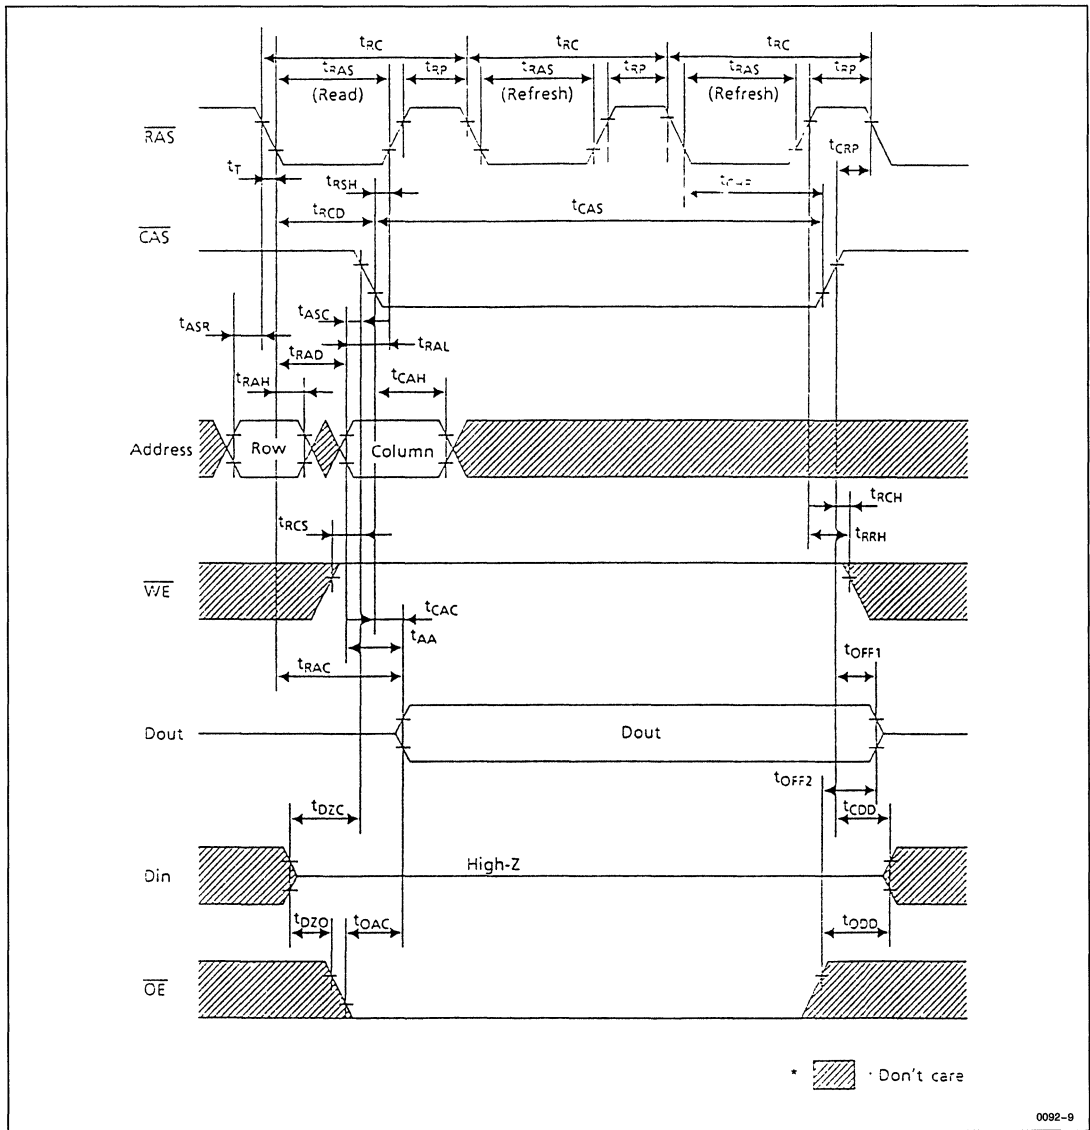 tRC tRC tRC
tRAS tRP tRAS tRP tRAS tRP
(Read) (Refresh) (Refresh)
RAS
tT
tRSH
tCRP
tRCD
tCAS
CAS
tASR
tASC
tRAD
tRAL
tRAH
tCAH
Address
Row
Column
tRCH
tRCS
tRRH
WE
tCAC
tAA
tRAC
tOFF1
Dout
Dout
tOFF2
tDZC
tCDD
Din
High-Z
tDZO
tOAC
tODD
OE
* : Don't care
0092-9